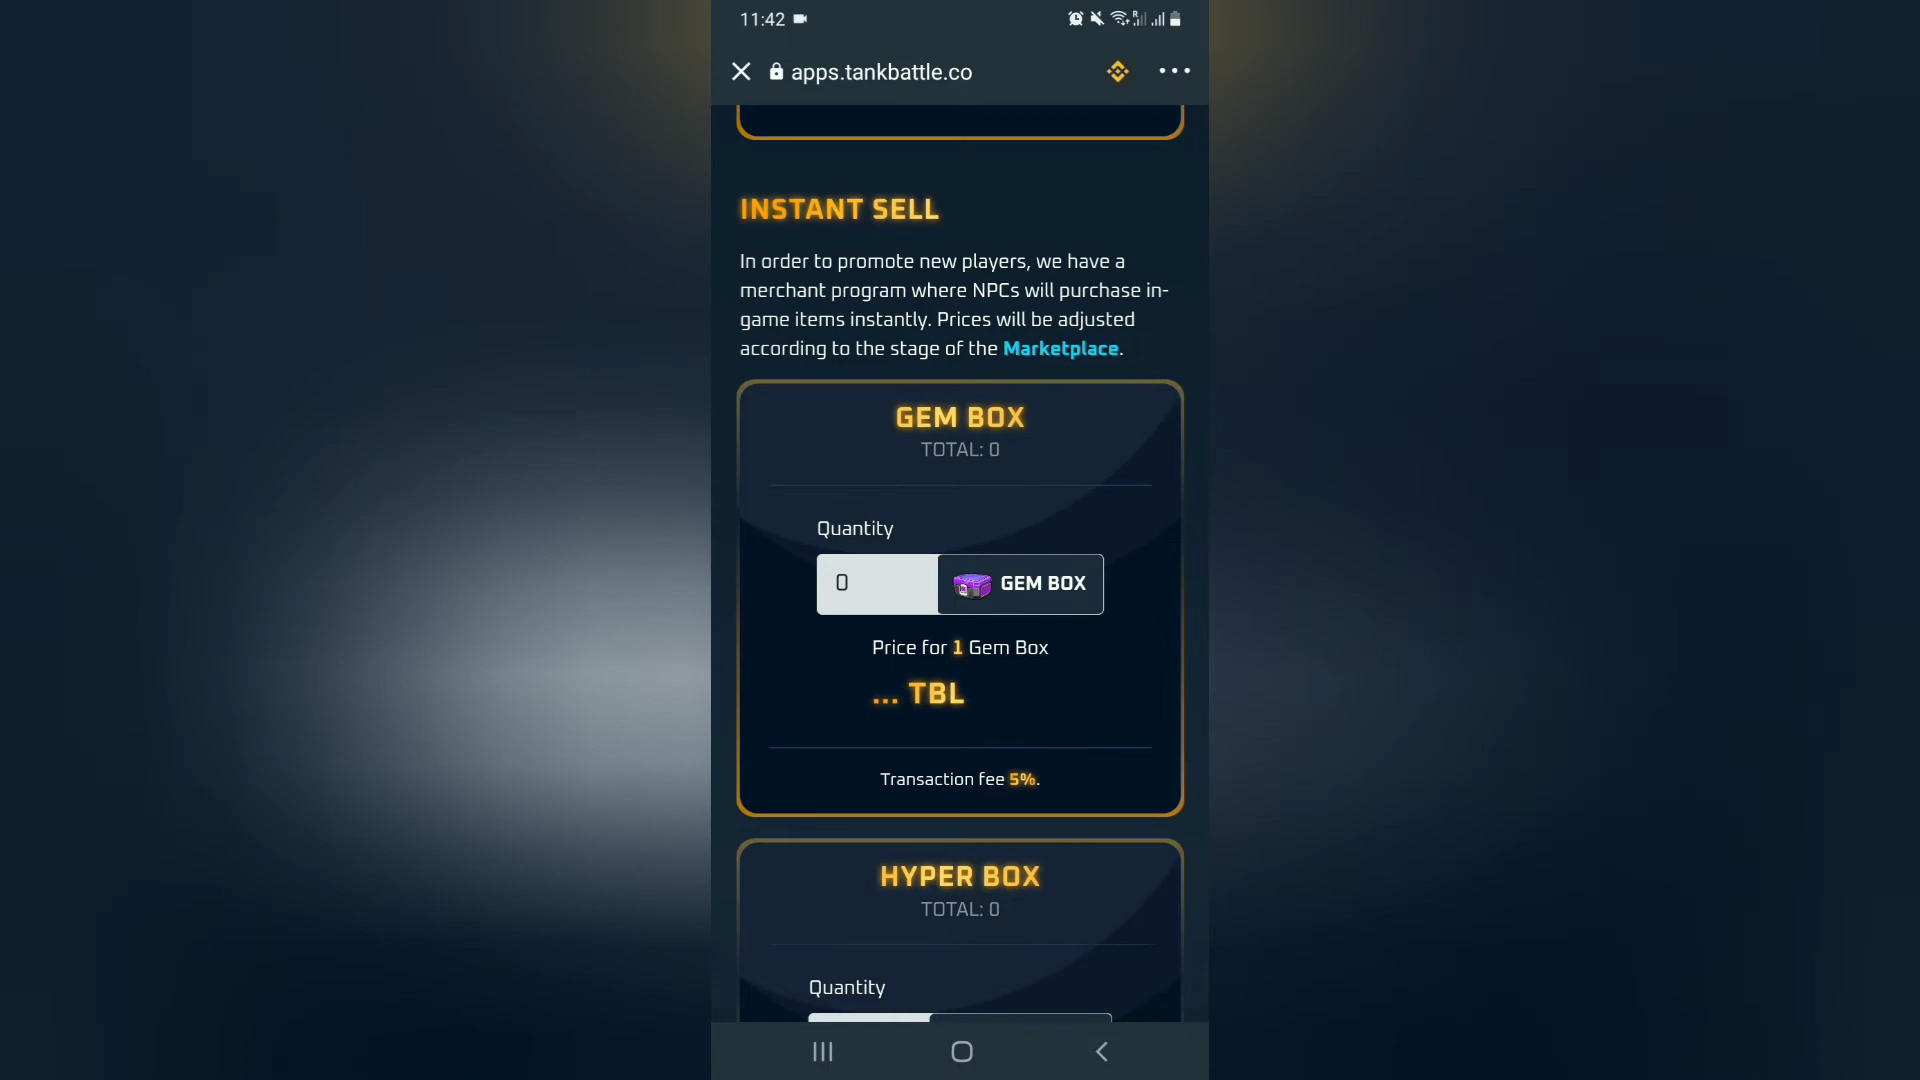 11:42
apps.tankbattle.co
INSTANT SELL
In order to promote new players, we have a
merchant program where NPCs will purchase in-
game items instantly. Prices will be adjusted
according to the stage of the Marketplace.
GEM BOX
TOTAL: 0
Quantity
0 GEM BOX
Price for 1 Gem Box
... TBL
Transaction fee 5%.
HYPER BOX
TOTAL: 0
Quantity